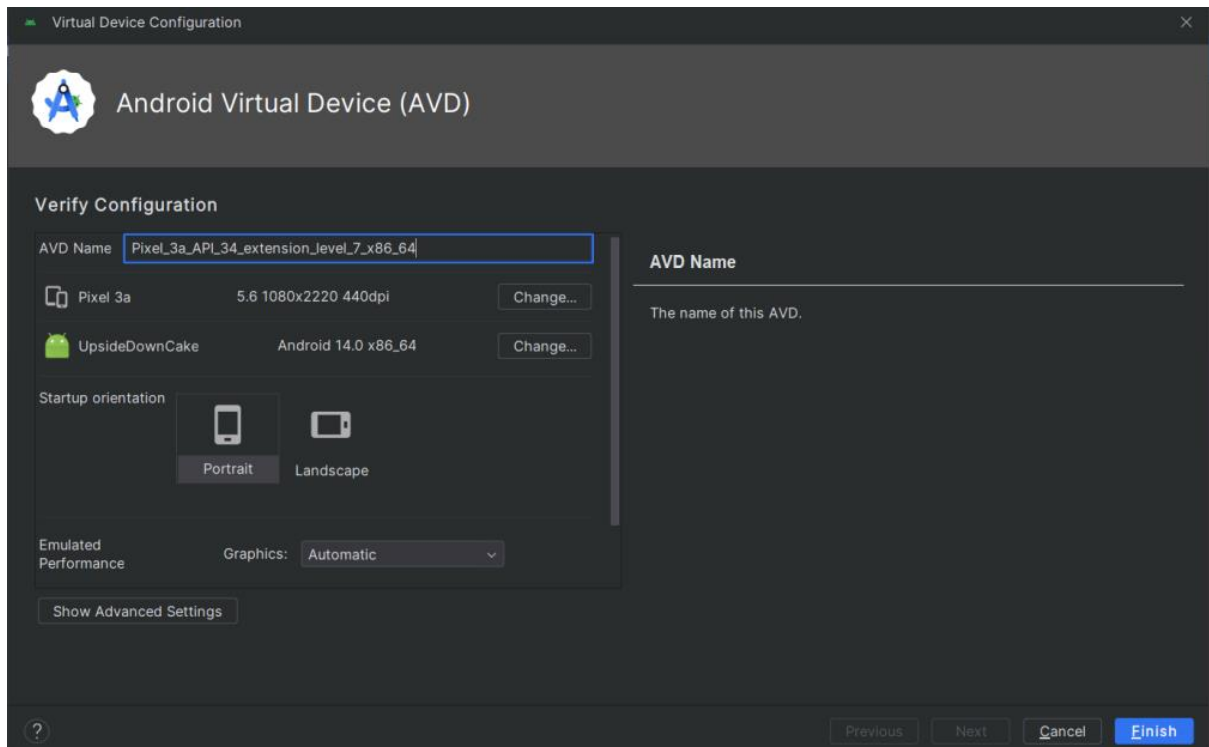 Virtual Device Configuration
Android Virtual Device (AVD)
Verify Configuration
AVD Name Pixel_3a_API_34_extension_level_7_x86_64
Pixel 3a 5.6 1080x2220 440dpi Change...
UpsideDownCake Android 14.0 x86_64 Change...
Startup orientation
Portrait Landscape
Emulated
Performance
Graphics: Automatic
Show Advanced Settings
AVD Name
The name of this AVD.
? Previous Next Cancel Finish